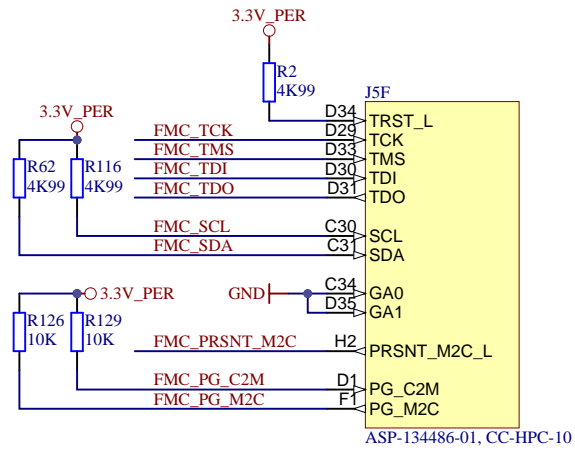 3.3V_PER
R2
4K99
J5F
3.3V_PER
D34
TRST_L
FMC_TCK
D29
TCK
FMC_TMS
D33
TMS
R62
4K99
R116
4K99
FMC_TDI
D30
TDI
FMC_TDO
D31
TDO
FMC_SCL
C30
SCL
FMC_SDA
C31
SDA
3.3V_PER
GND
C34
GA0
D35
GA1
R126
10K
R129
10K
FMC_PRSNT_M2C
H2
PRSNT_M2C_L
FMC_PG_C2M
D1
PG_C2M
FMC_PG_M2C
F1
PG_M2C
ASP-134486-01, CC-HPC-10